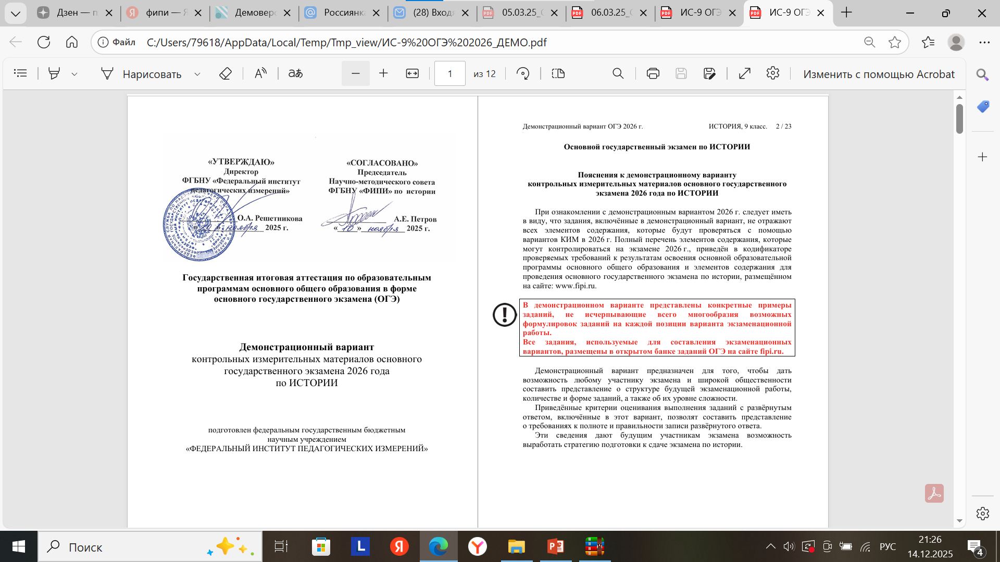 Дзен — п
фипи — Я
Демоверс
Россиянка
(28) Входя
05.03.25_С
06.03.25_С
ИС-9 ОГЭ
ИС-9 ОГЭ
Файл C:/Users/79618/AppData/Local/Temp/Tmp_view/ИС-9%20ОГЭ%202026_ДЕМО.pdf
Нарисовать
1 из 12
Изменить с помощью Acrobat
«УТВЕРЖДАЮ»
Директор
ФГБНУ «Федеральный институт
педагогических измерений»
О.А. Решетникова
«10» ноября 2025 г.
«СОГЛАСОВАНО»
Председатель
Научно-методического совета
ФГБНУ «ФИПИ» по истории
А.Е. Петров
«10» ноября 2025 г.
Государственная итоговая аттестация по образовательным
программам основного общего образования в форме
основного государственного экзамена (ОГЭ)
Демонстрационный вариант
контрольных измерительных материалов основного
государственного экзамена 2026 года
по ИСТОРИИ
подготовлен федеральным государственным бюджетным
научным учреждением
«ФЕДЕРАЛЬНЫЙ ИНСТИТУТ ПЕДАГОГИЧЕСКИХ ИЗМЕРЕНИЙ»
Демонстрационный вариант ОГЭ 2026 г. ИСТОРИЯ, 9 класс. 2 / 23
Основной государственный экзамен по ИСТОРИИ
Пояснения к демонстрационному варианту
контрольных измерительных материалов основного государственного
экзамена 2026 года по ИСТОРИИ
При ознакомлении с демонстрационным вариантом 2026 г. следует иметь
в виду, что задания, включённые в демонстрационный вариант, не отражают
всех элементов содержания, которые будут проверяться с помощью
вариантов КИМ в 2026 г. Полный перечень элементов содержания, которые
могут контролироваться на экзамене 2026 г., приведён в кодификаторе
проверяемых требований к результатам освоения основной образовательной
программы основного общего образования и элементов содержания для
проведения основного государственного экзамена по истории, размещённом
на сайте: www.fipi.ru.
В демонстрационном варианте представлены конкретные примеры
заданий, не исчерпывающие всего многообразия возможных
формулировок заданий на каждой позиции варианта экзаменационной
работы.
Все задания, используемые для составления экзаменационных
вариантов, размещены в открытом банке заданий ОГЭ на сайте fipi.ru.
Демонстрационный вариант предназначен для того, чтобы дать
возможность любому участнику экзамена и широкой общественности
составить представление о структуре будущей экзаменационной работы,
количестве и форме заданий, а также об их уровне сложности.
Приведённые критерии оценивания выполнения заданий с развёрнутым
ответом, включённые в этот вариант, позволят составить представление
о требованиях к полноте и правильности записи развёрнутого ответа.
Эти сведения дают будущим участникам экзамена возможность
выработать стратегию подготовки к сдаче экзамена по истории.
Поиск
РУС
21:26
14.12.2025
4